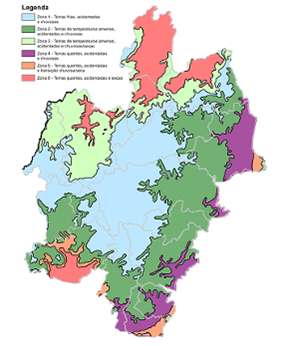 Legenda
Zona 1 - Terras frias, acidentadas
e chuvosas
Zona 2 - Terras de temperaturas amenas,
acidentadas e chuvosas
Zona 3 - Terras de temperaturas amenas,
acidentadas e chuvosas/secas
Zona 4 - Terras quentes, acidentadas
e chuvosas
Zona 5 - Terras quentes, acidentadas
e transição chuvosa/seca
Zona 6 - Terras quentes, acidentadas e secas